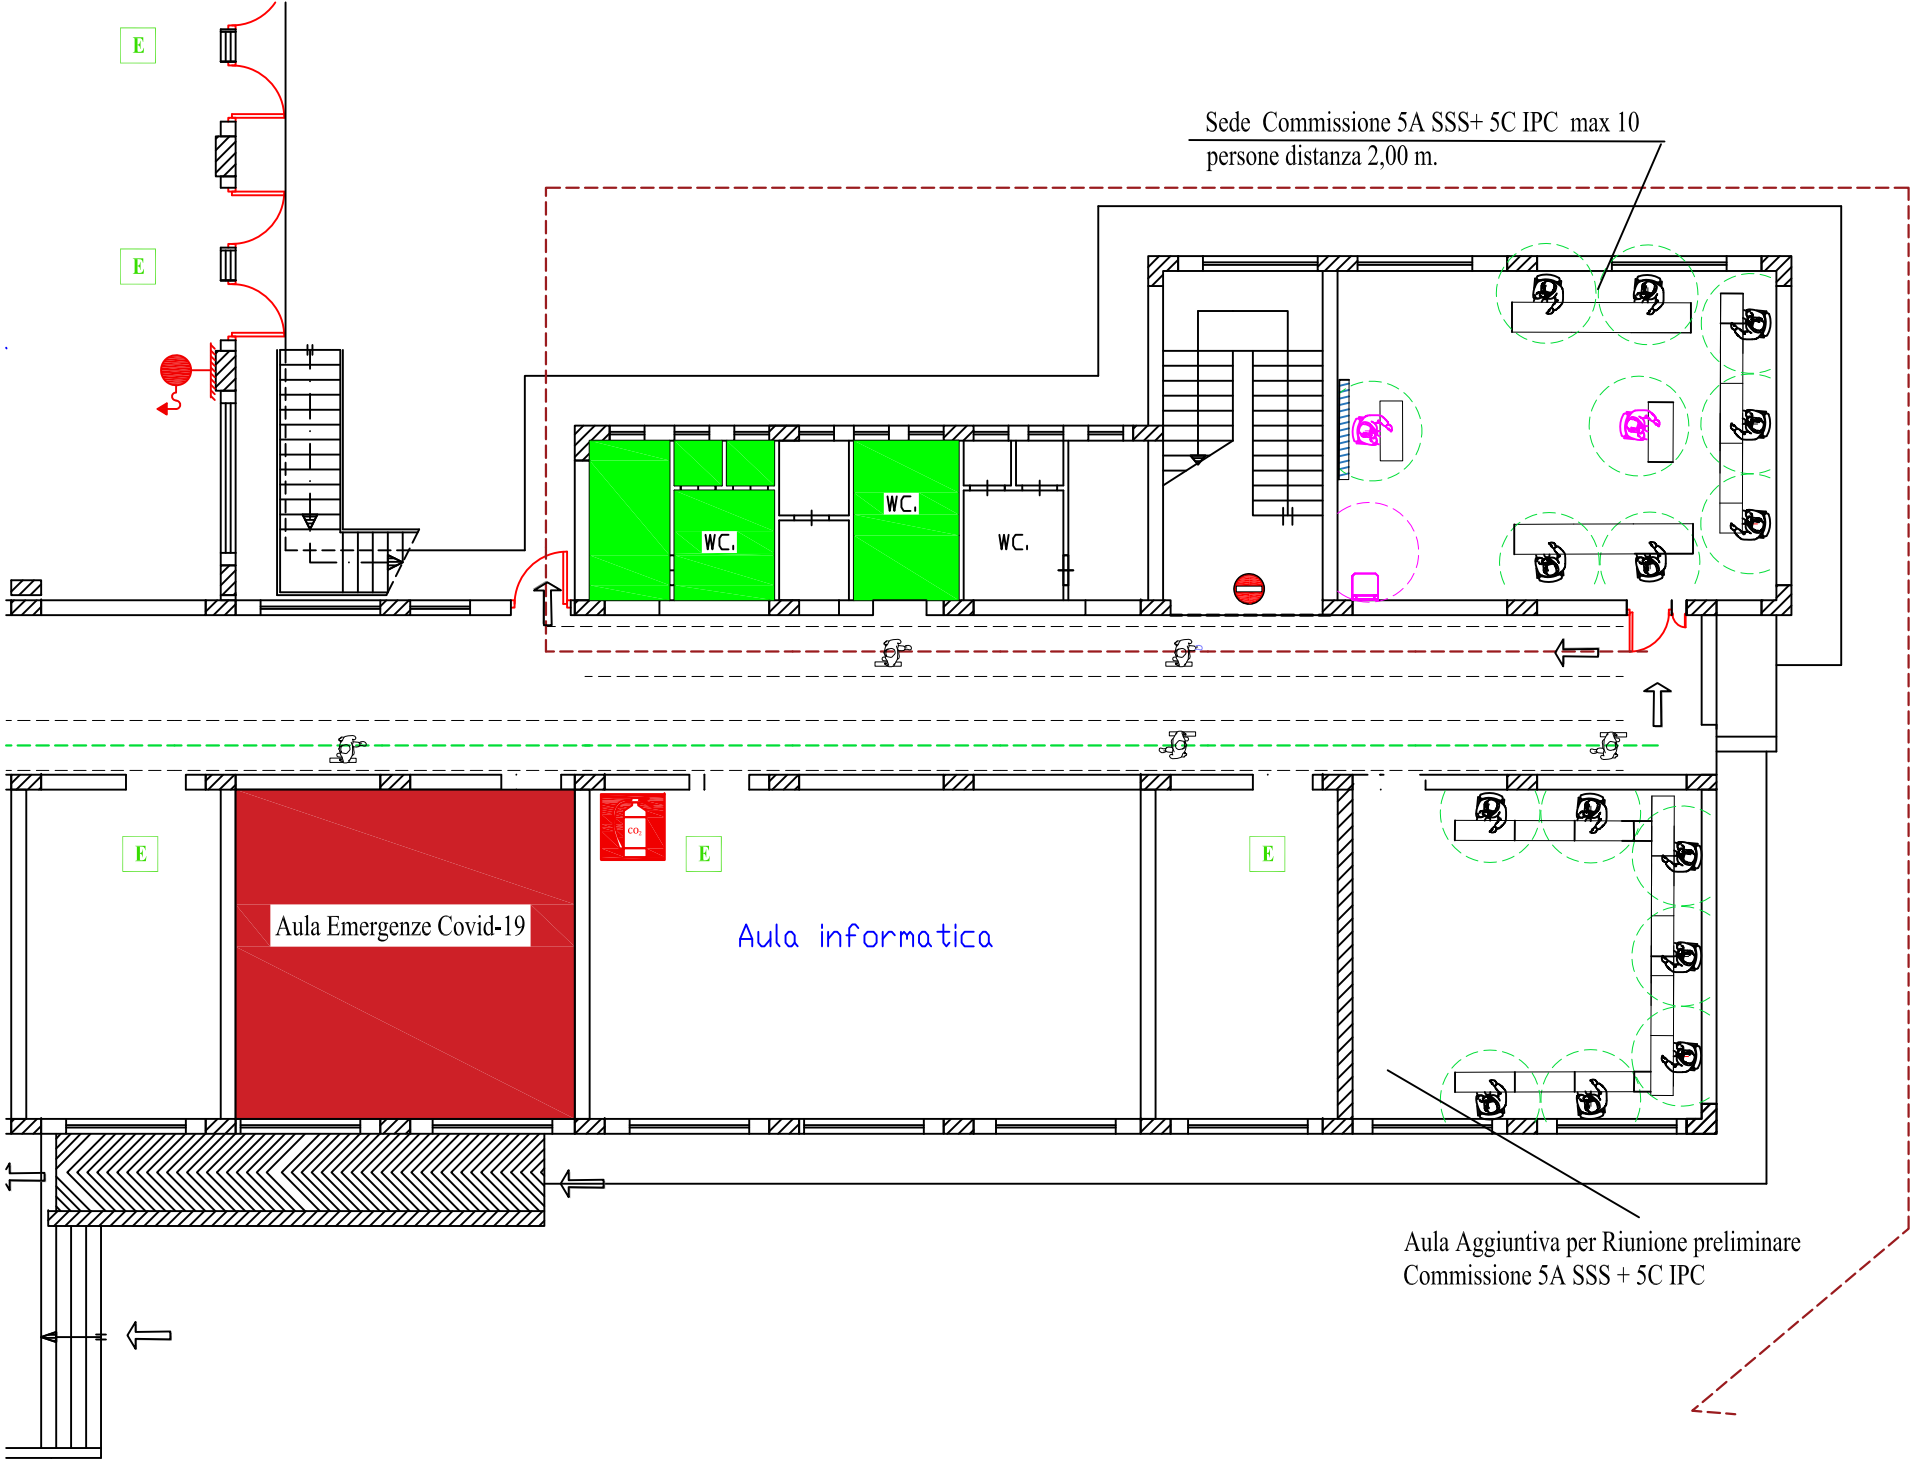 E
Sede Commissione 5A SSS+ 5C IPC max 10
persone distanza 2,00 m.
E
WC.
WC.
WC.
CO2
E
E
E
Aula Emergenze Covid-19
Aula informatica
Aula Aggiuntiva per Riunione preliminare
Commissione 5A SSS + 5C IPC